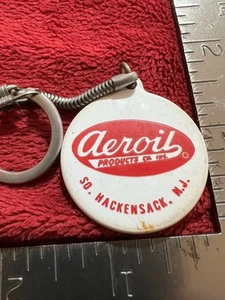 aeroil
PRODUCTS CO. INC.
SO. HACKENSACK, N.J.